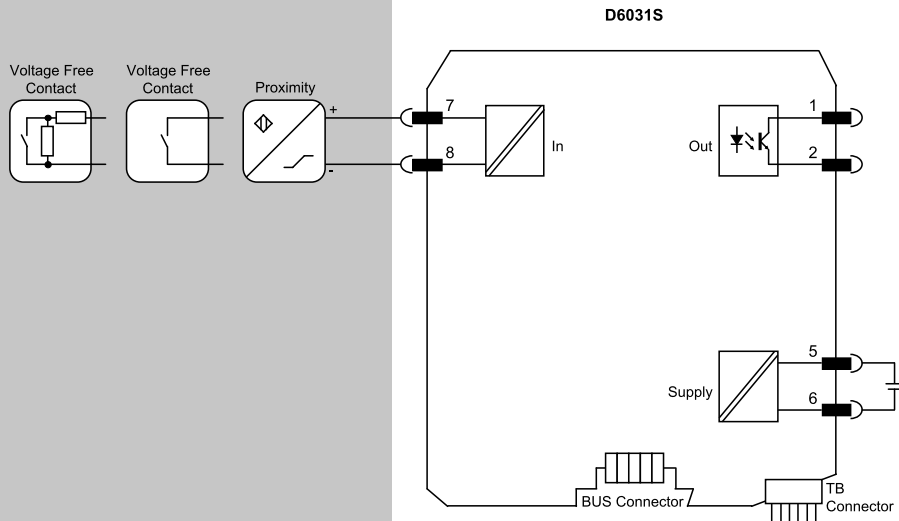 D6031S
Voltage Free
Contact
Voltage Free
Contact
Proximity
+
-
7
8
In
Out
1
2
Supply
5
6
BUS Connector
TB
Connector